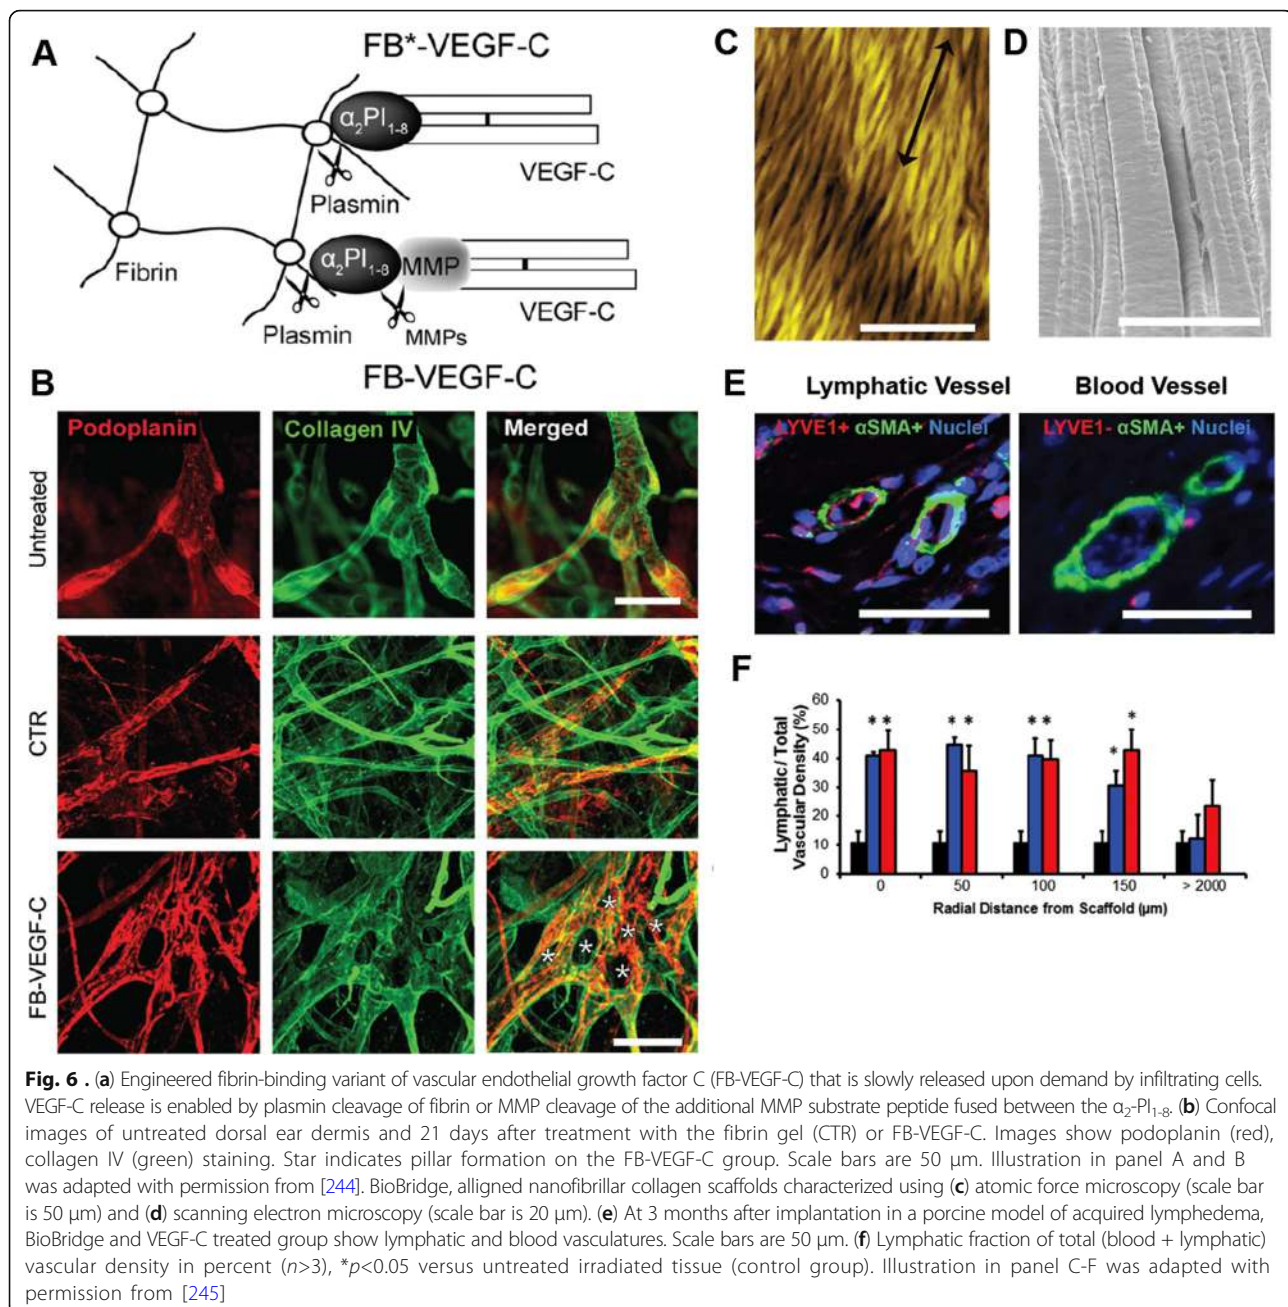 A
FB*-VEGF-C
α2PI1-8
VEGF-C
Plasmin
Fibrin
α2PI1-8
MMP
VEGF-C
Plasmin
MMPs
FB-VEGF-C
B
Podoplanin
Collagen IV
Merged
Untreated
CTR
FB-VEGF-C
* * * * * *
C
D
E
Lymphatic Vessel
Blood Vessel
LYVE1+ αSMA+ Nuclei
LYVE1- αSMA+ Nuclei
F
Lymphatic / Total
Vascular Density (%)
60
50
40
30
20
10
0
* *
* *
* *
* *
0
50
100
150
> 2000
Radial Distance from Scaffold (µm)
Fig. 6 . (a) Engineered fibrin-binding variant of vascular endothelial growth factor C (FB-VEGF-C) that is slowly released upon demand by infiltrating cells.
VEGF-C release is enabled by plasmin cleavage of fibrin or MMP cleavage of the additional MMP substrate peptide fused between the α2-PI1-8. (b) Confocal
images of untreated dorsal ear dermis and 21 days after treatment with the fibrin gel (CTR) or FB-VEGF-C. Images show podoplanin (red),
collagen IV (green) staining. Star indicates pillar formation on the FB-VEGF-C group. Scale bars are 50 µm. Illustration in panel A and B
was adapted with permission from [244]. BioBridge, alligned nanofibrillar collagen scaffolds characterized using (c) atomic force microscopy (scale bar
is 50 µm) and (d) scanning electron microscopy (scale bar is 20 µm). (e) At 3 months after implantation in a porcine model of acquired lymphedema,
BioBridge and VEGF-C treated group show lymphatic and blood vasculatures. Scale bars are 50 µm. (f) Lymphatic fraction of total (blood + lymphatic)
vascular density in percent (n>3), *p<0.05 versus untreated irradiated tissue (control group). Illustration in panel C-F was adapted with
permission from [245]